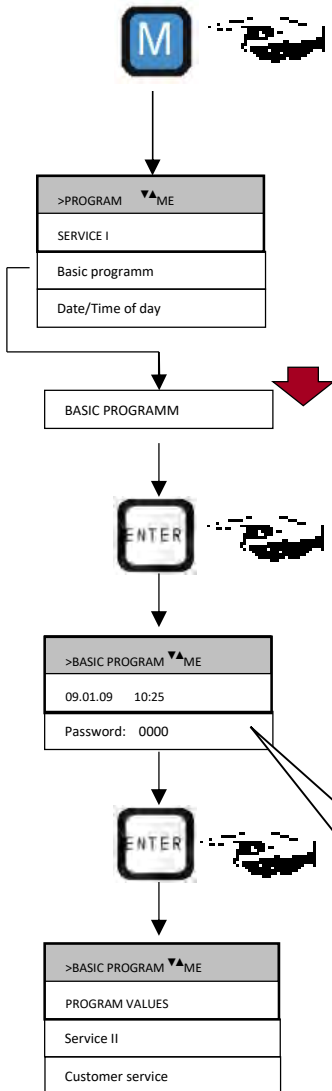 M
>PROGRAM ▼▲ME
SERVICE I
Basic programm
Date/Time of day
BASIC PROGRAMM
ENTER
>BASIC PROGRAM ▼▲ME
09.01.09 10:25
Password: 0000
ENTER
>BASIC PROGRAM ▼▲ME
PROGRAM VALUES
Service II
Customer service